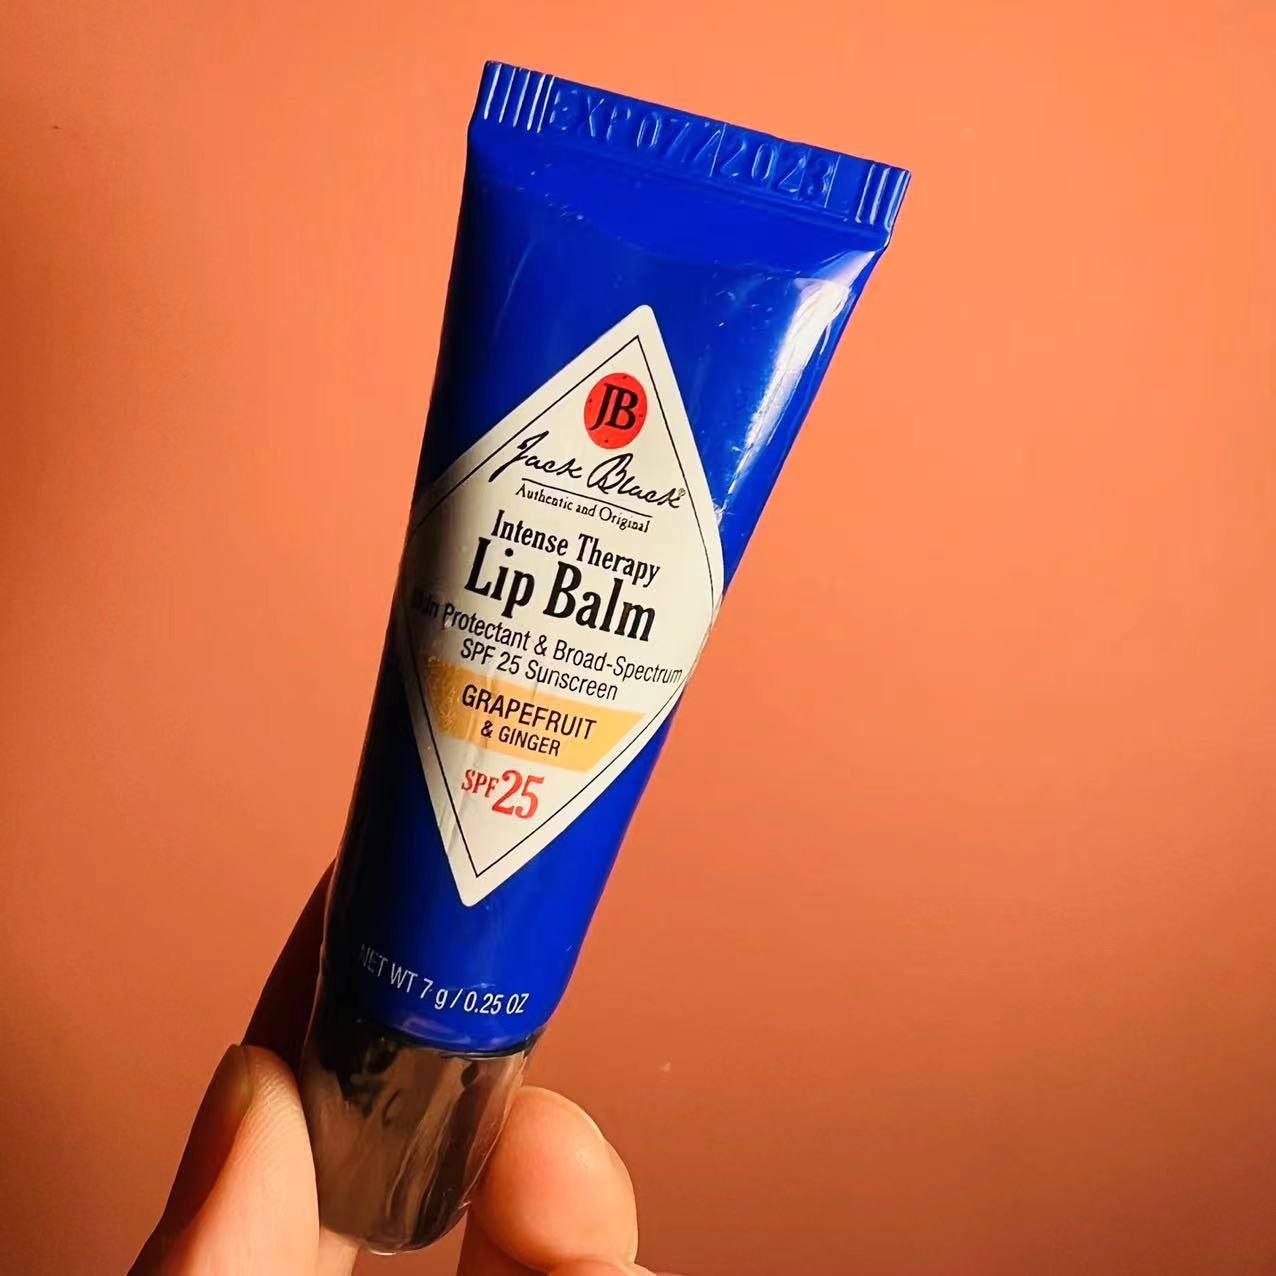 EXP 07/2023
JB
Jack Black®
Authentic and Original
Intense Therapy
Lip Balm
Skin Protectant & Broad-Spectrum
SPF 25 Sunscreen
GRAPEFRUIT
& GINGER
SPF 25
NET WT 7 g / 0.25 OZ